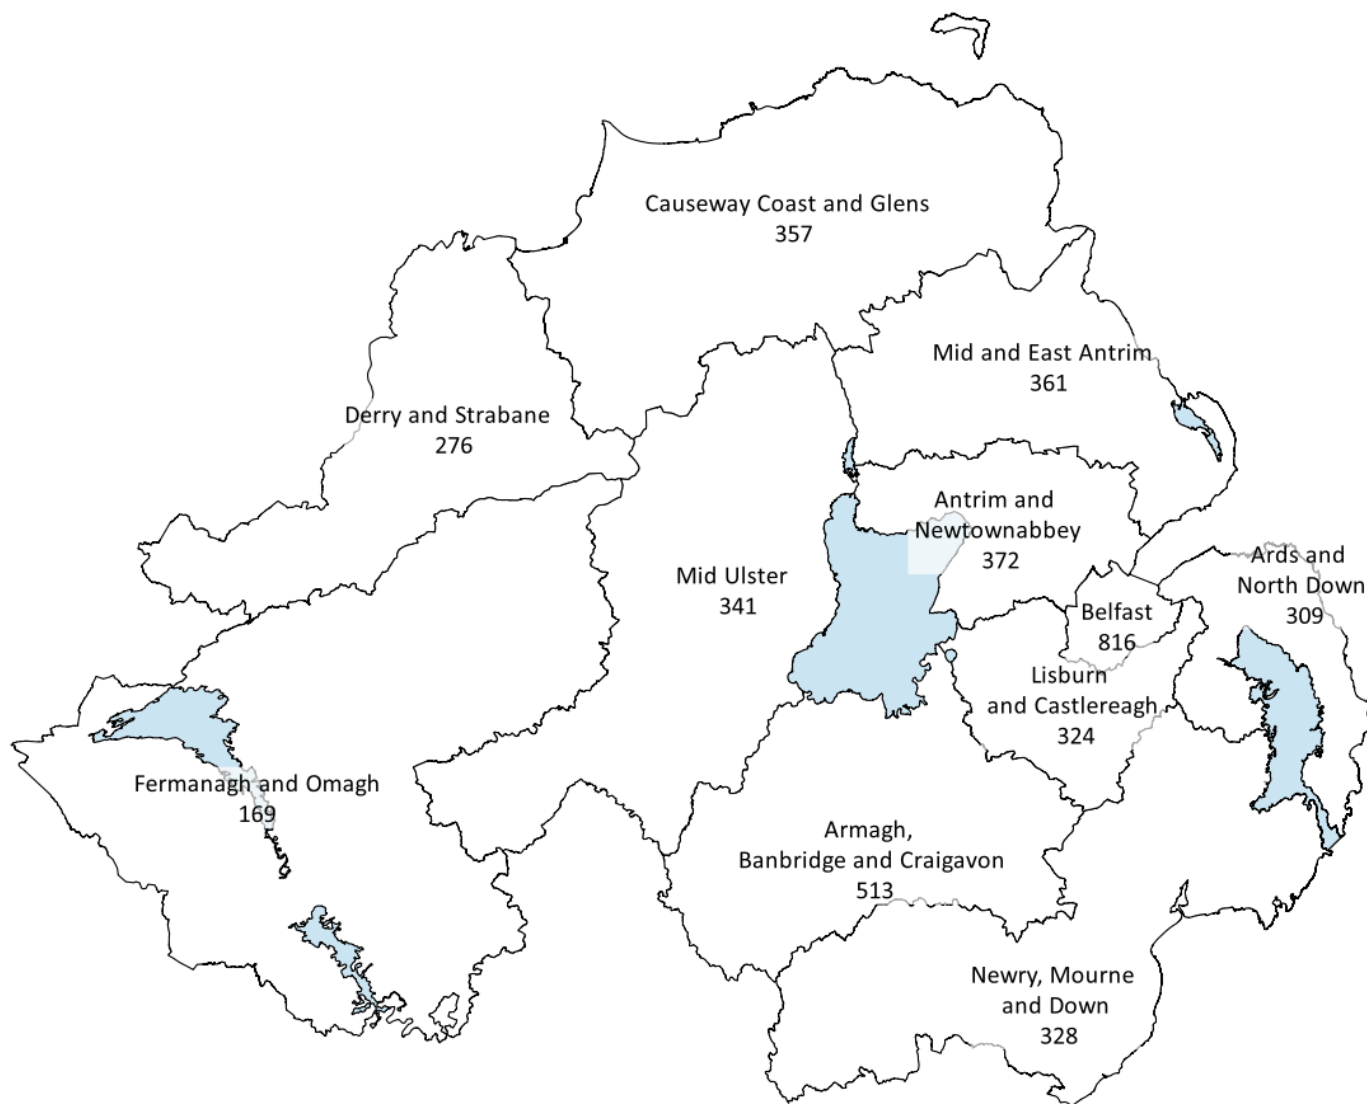 Causeway Coast and Glens
357
Mid and East Antrim
361
Derry and Strabane
276
Antrim and
Newtownabbey
372
Ards and
North Down
309
Mid Ulster
341
Belfast
816
Lisburn
and Castlereagh
324
Fermanagh and Omagh
169
Armagh,
Banbridge and Craigavon
513
Newry, Mourne
and Down
328